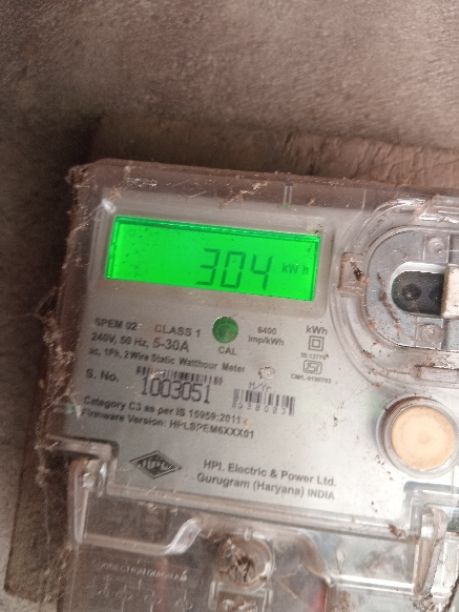 304 kWh
SPEM 02 CLASS 1
240V, 50 Hz, 5-30A
CAL
6400
imp/kWh
kWh
ac, 1Ph, 2 Wire Static Watthour Meter
S. No.
1003051
M/Yr
Category C3 as per IS 15959:2011
Firmware Version: HPLSPEM6XXX01
HPL
HPL Electric & Power Ltd.
Gurugram (Haryana) INDIA